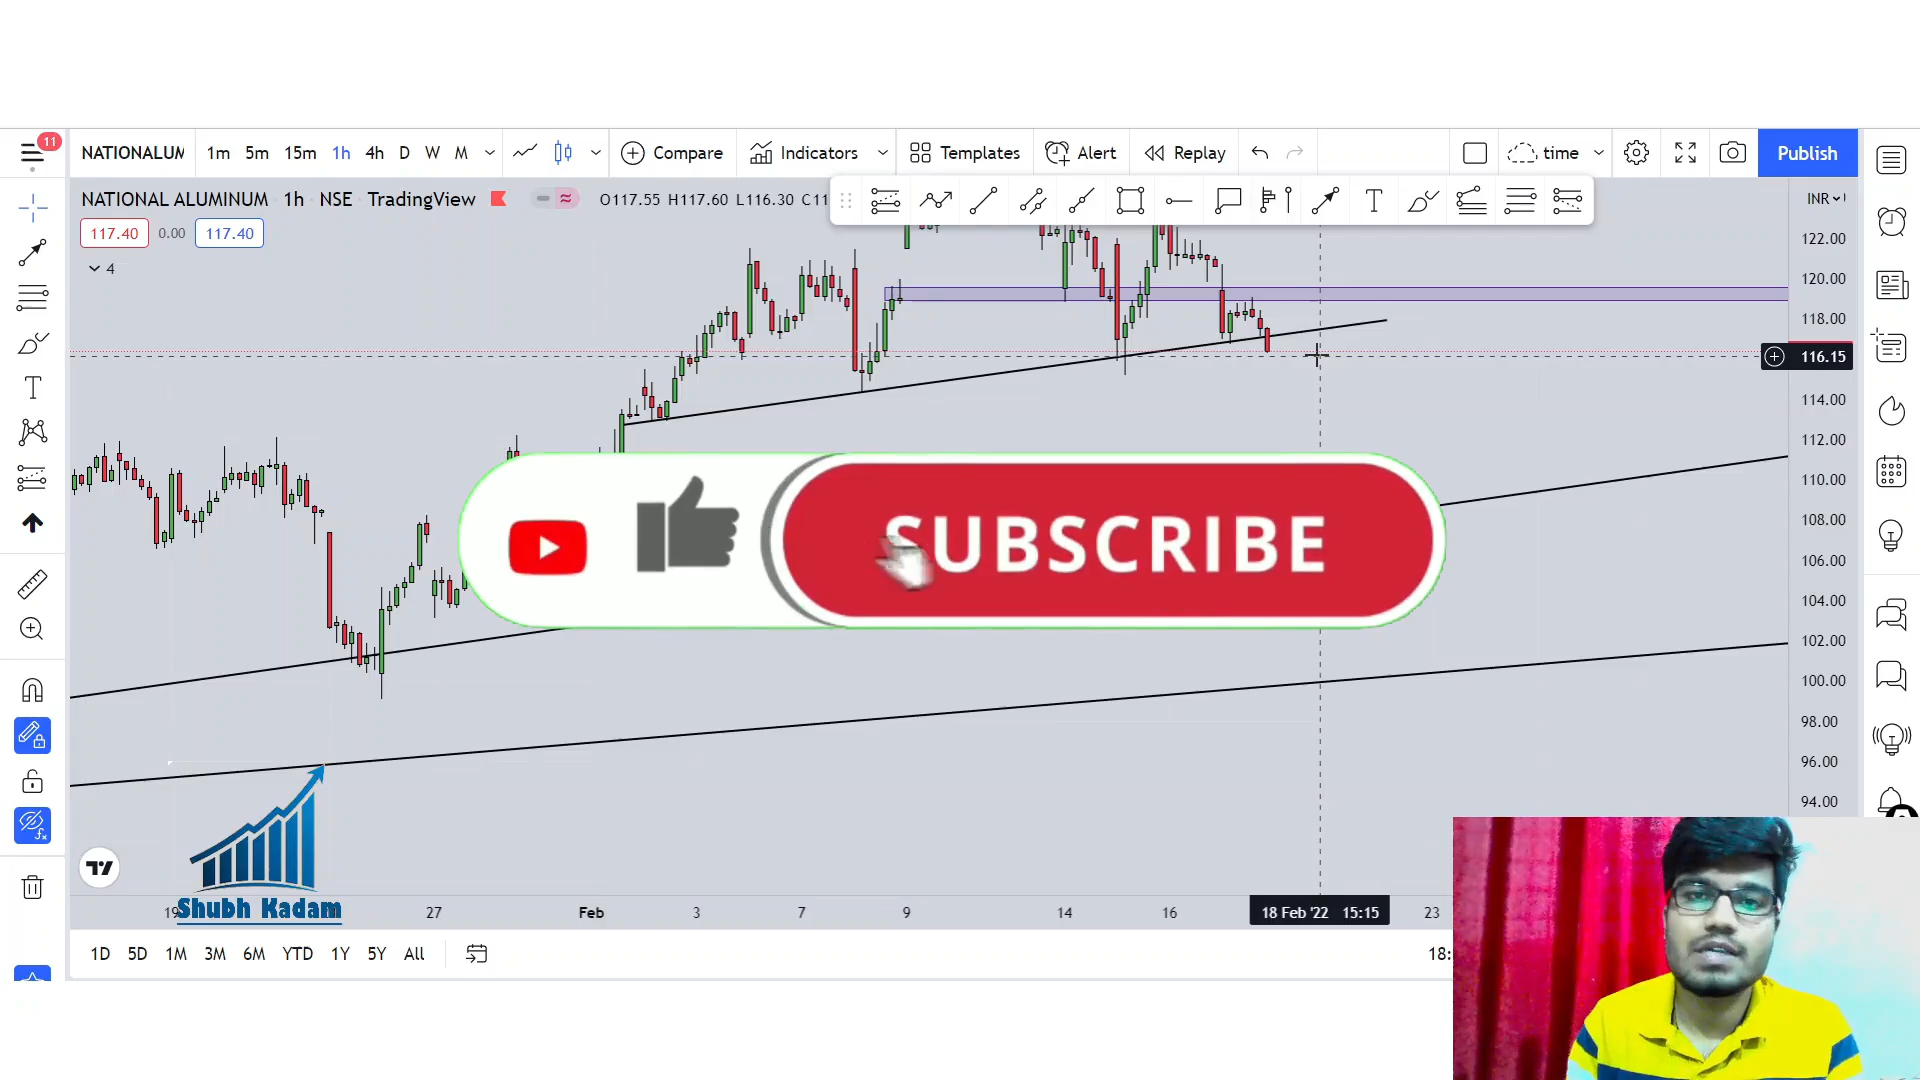 11
NATIONALUM 1m 5m 15m 1h 4h D W M Compare Indicators Templates Alert Replay time Publish
NATIONAL ALUMINUM · 1h · NSE TradingView O117.55 H117.60 L116.30 C11
INR
117.40 0.00 117.40
4
122.00
120.00
118.00
116.15
114.00
112.00
110.00
108.00
106.00
104.00
102.00
100.00
98.00
96.00
94.00
SUBSCRIBE
Shubh Kadam
19 27 Feb 3 7 9 14 16 18 Feb '22 15:15 23
1D 5D 1M 3M 6M YTD 1Y 5Y All 18: